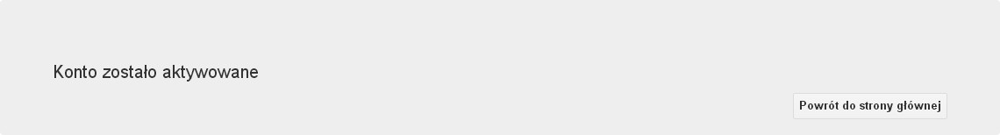 Konto zostało aktywowane
Powrót do strony głównej